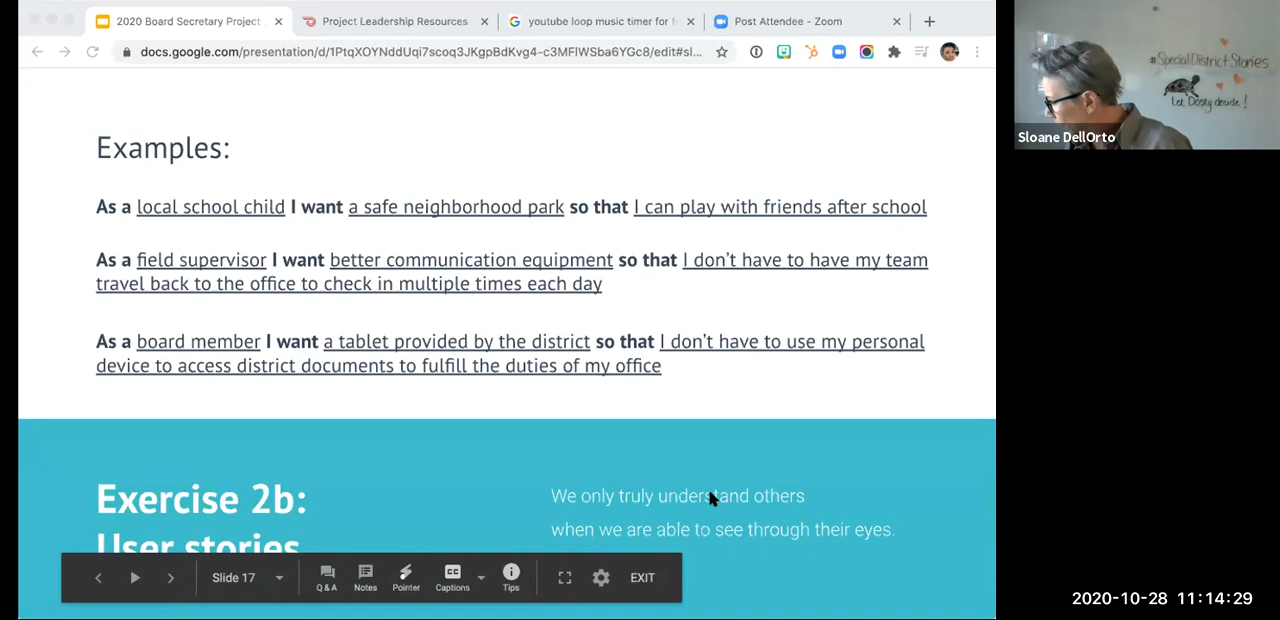 2020 Board Secretary Project
Project Leadership Resources
youtube loop music timer for f
Post Attendee - Zoom
docs.google.com/presentation/d/1PtqXOYNddUqi7scoq3JKgpBdKvg4-c3MFlWSba6YGc8/edit#sl...
#SpecialDistrictStories
Let Dosty decide!
Sloane DellOrto
Examples:
As a local school child I want a safe neighborhood park so that I can play with friends after school
As a field supervisor I want better communication equipment so that I don't have to have my team
travel back to the office to check in multiple times each day
As a board member I want a tablet provided by the district so that I don't have to use my personal
device to access district documents to fulfill the duties of my office
Exercise 2b:
User stories
We only truly understand others
when we are able to see through their eyes.
Slide 17
Q & A
Notes
Pointer
CC
Captions
Tips
EXIT
2020-10-28 11:14:29